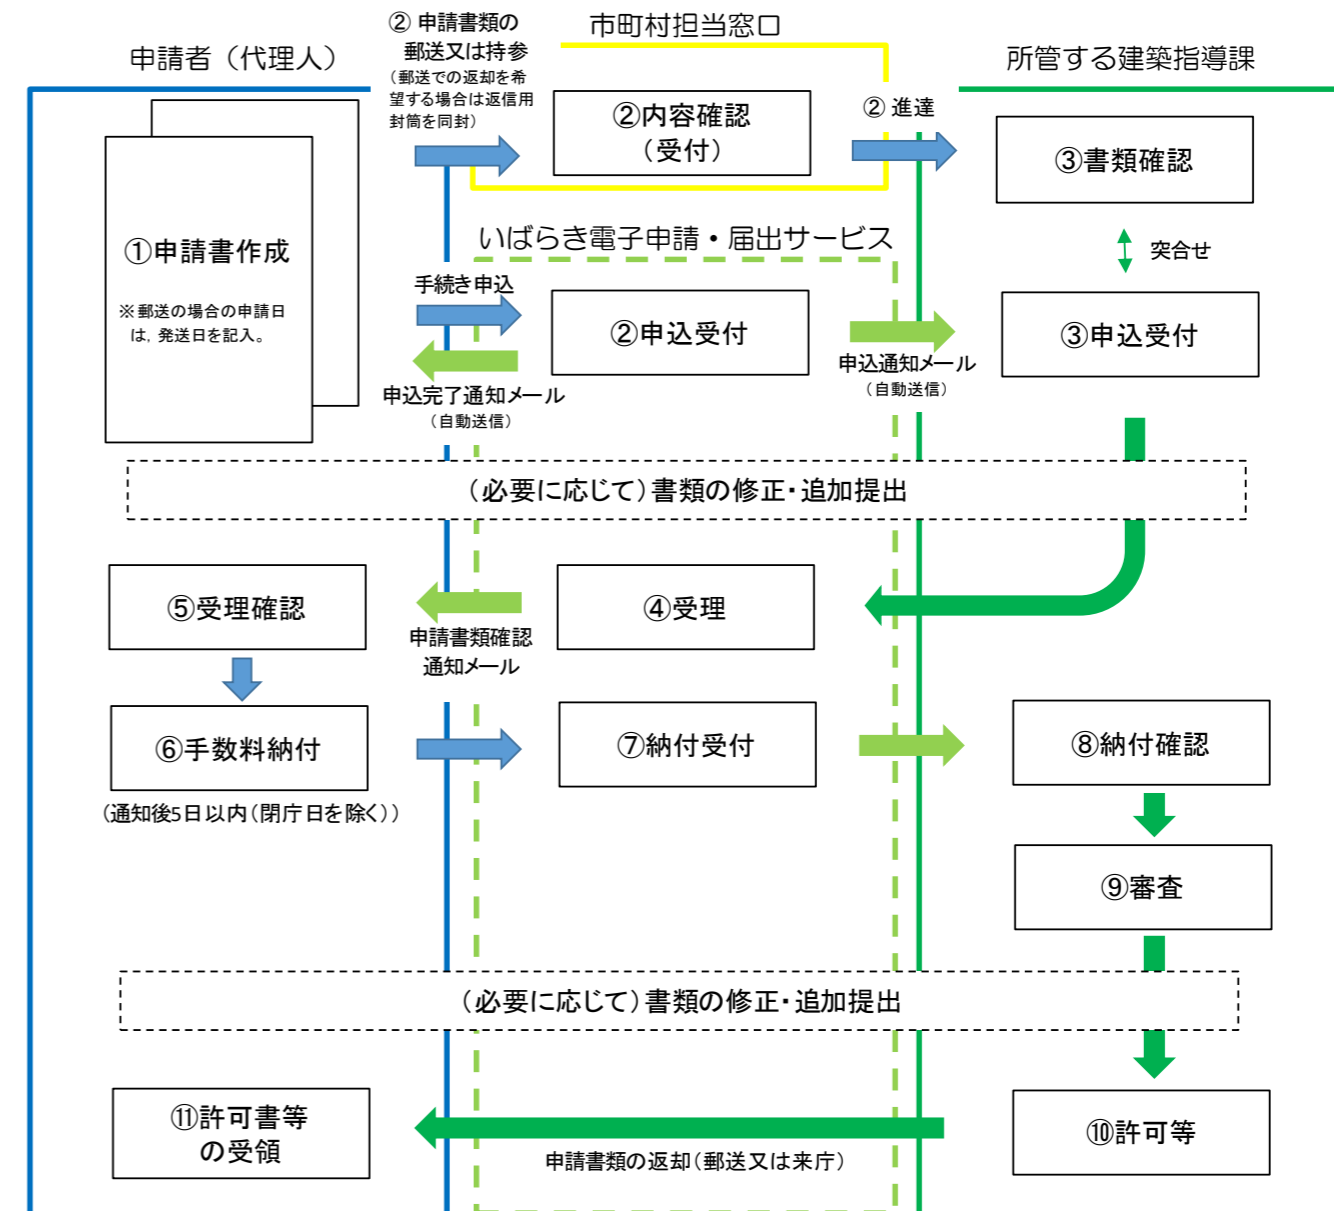 申請者（代理人）
② 申請書類の
郵送又は持参
（郵送での返却を希
望する場合は返信用
封筒を同封）
市町村担当窓口
所管する建築指導課
②内容確認
（受付）
② 進達
③書類確認
①申請書作成
※郵送の場合の申請日
は，発送日を記入。
いばらき電子申請・届出サービス
突合せ
手続き申込
②申込受付
③申込受付
申込完了通知メール
（自動送信）
申込通知メール
（自動送信）
（必要に応じて）書類の修正・追加提出
⑤受理確認
申請書類確認
通知メール
④受理
⑥手数料納付
（通知後5日以内（閉庁日を除く））
⑦納付受付
⑧納付確認
⑨審査
（必要に応じて）書類の修正・追加提出
⑪許可書等
の受領
申請書類の返却（郵送又は来庁）
⑩許可等